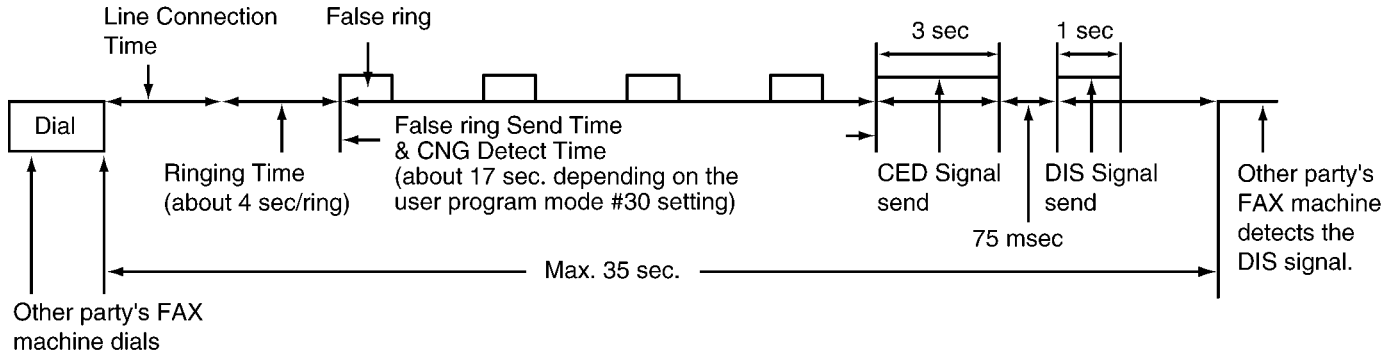 Line Connection
Time
False ring
3 sec
1 sec
Dial
Ringing Time
(about 4 sec/ring)
False ring Send Time
& CNG Detect Time
(about 17 sec. depending on the
user program mode #30 setting)
CED Signal
send
75 msec
DIS Signal
send
Other party's
FAX machine
detects the
DIS signal.
Max. 35 sec.
Other party's FAX
machine dials